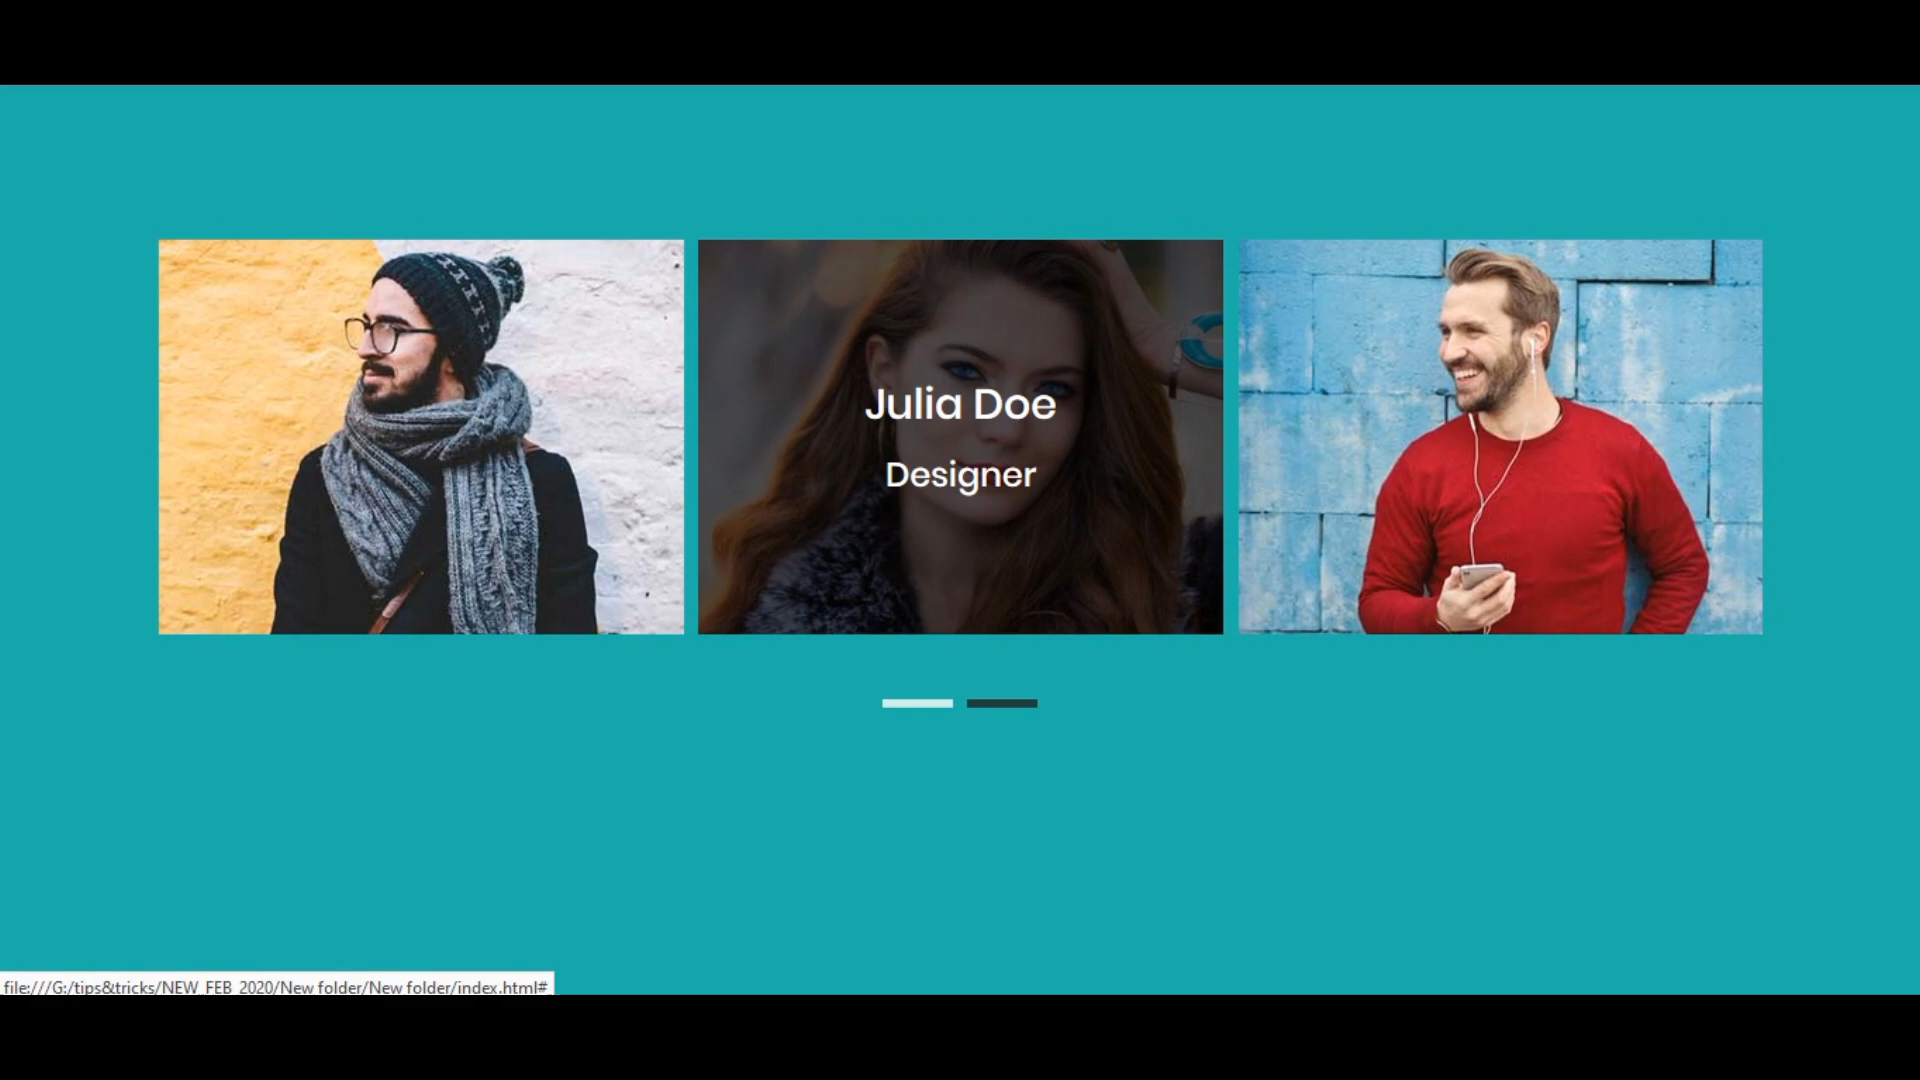 Julia Doe
Designer
file:///G:/tips&tricks/NEW_FEB_2020/New folder/New folder/index.html#